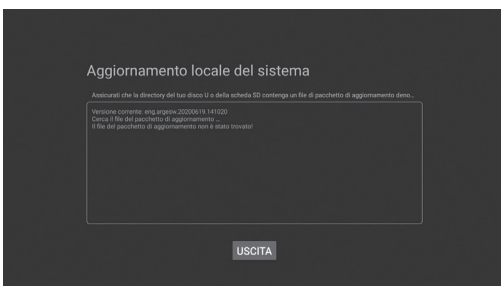 Aggiornamento locale del sistema
Assicurati che la directory del tuo disco U o della scheda SD contenga un file di pacchetto di aggiornamento deno...
Versione corrente: eng.argesw.20200619.141020
Cerca il file del pacchetto di aggiornamento ...
Il file del pacchetto di aggiornamento non è stato trovato!
USCITA